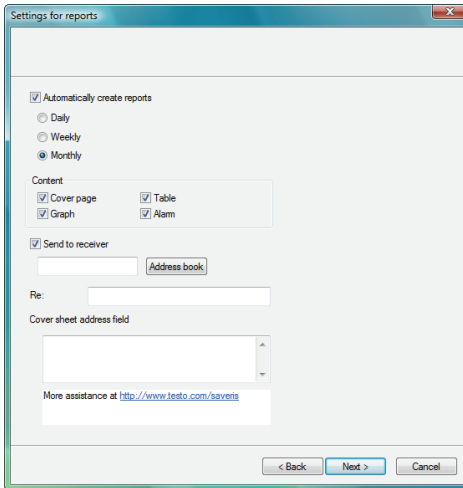 Settings for reports
Automatically create reports
Daily
Weekly
Monthly
Content
Cover page Table
Graph Alarm
Send to receiver
Address book
Re:
Cover sheet address field
More assistance at http://www.testo.com/saveris
< Back Next > Cancel